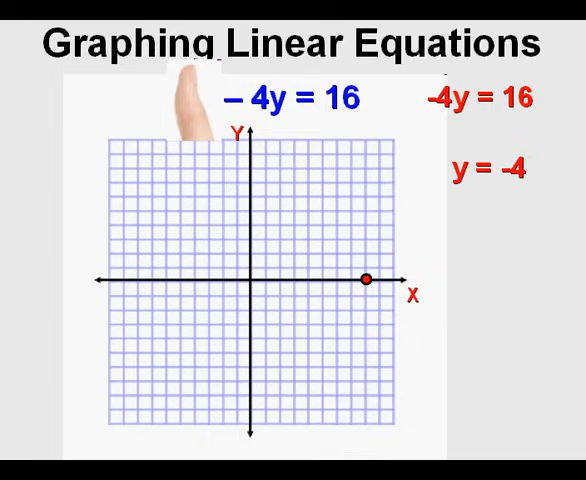 Graphing Linear Equations
– 4y = 16
-4y = 16
y = -4
Y
X